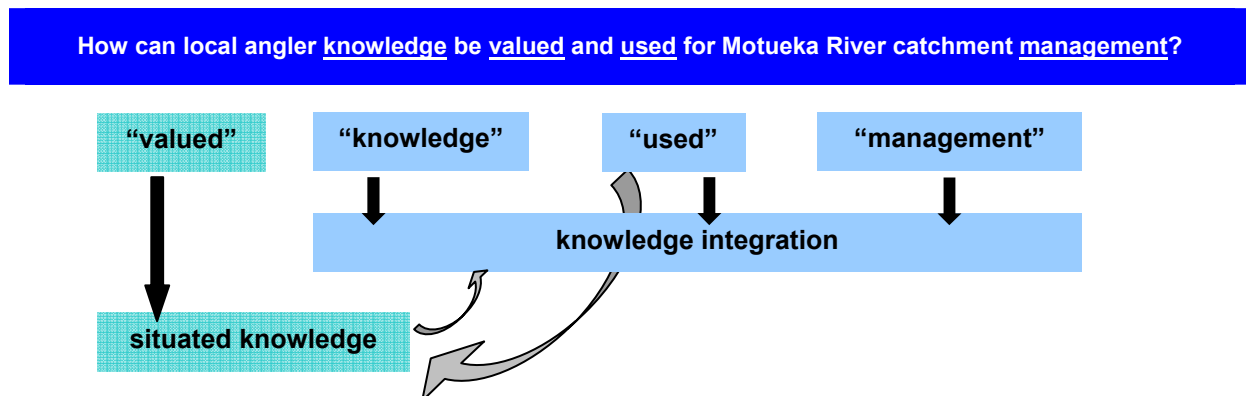 How can local angler knowledge be valued and used for Motueka River catchment management?
“valued”
“knowledge”
“used”
“management”
knowledge integration
situated knowledge